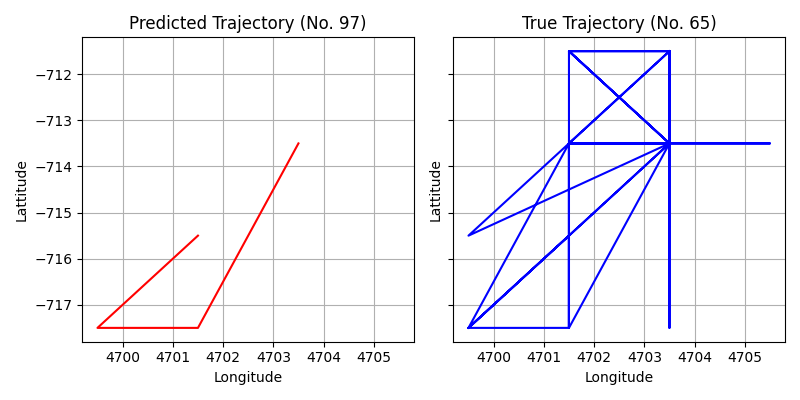 Predicted Trajectory (No. 97)
True Trajectory (No. 65)
Lattitude
−712
−713
−714
−715
−716
−717
4700 4701 4702 4703 4704 4705
Longitude
Lattitude
4700 4701 4702 4703 4704 4705
Longitude